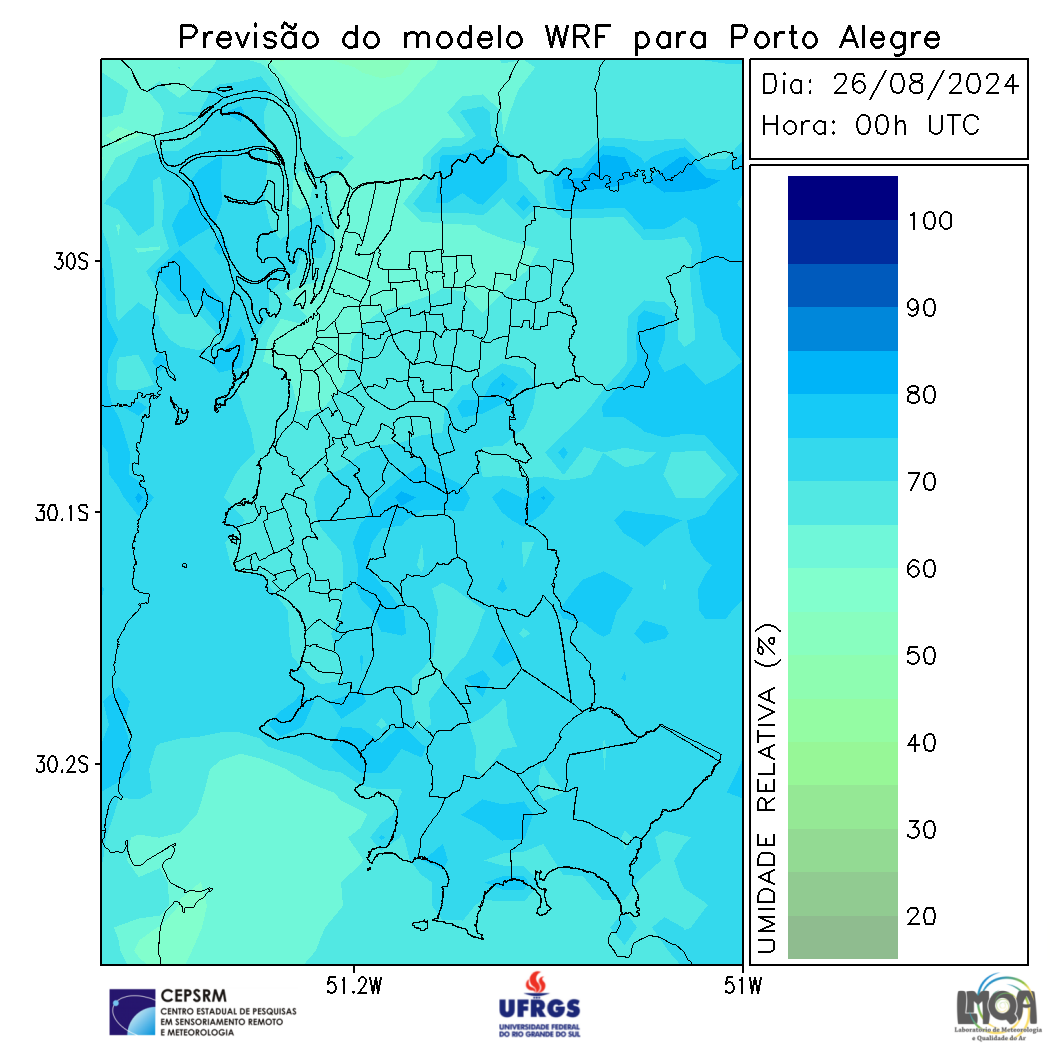 Previsão do modelo WRF para Porto Alegre
Dia: 26/08/2024
Hora: 00h UTC
100
90
80
70
60
50
40
30
20
UMIDADE RELATIVA (%)
30S
30.1S
30.2S
51.2W
51W
CEPSRM
CENTRO ESTADUAL DE PESQUISAS
EM SENSORIAMENTO REMOTO
E METEOROLOGIA
UFRGS
UNIVERSIDADE FEDERAL
DO RIO GRANDE DO SUL
LMQA
Laboratório de Meteorologia
e Qualidade do Ar